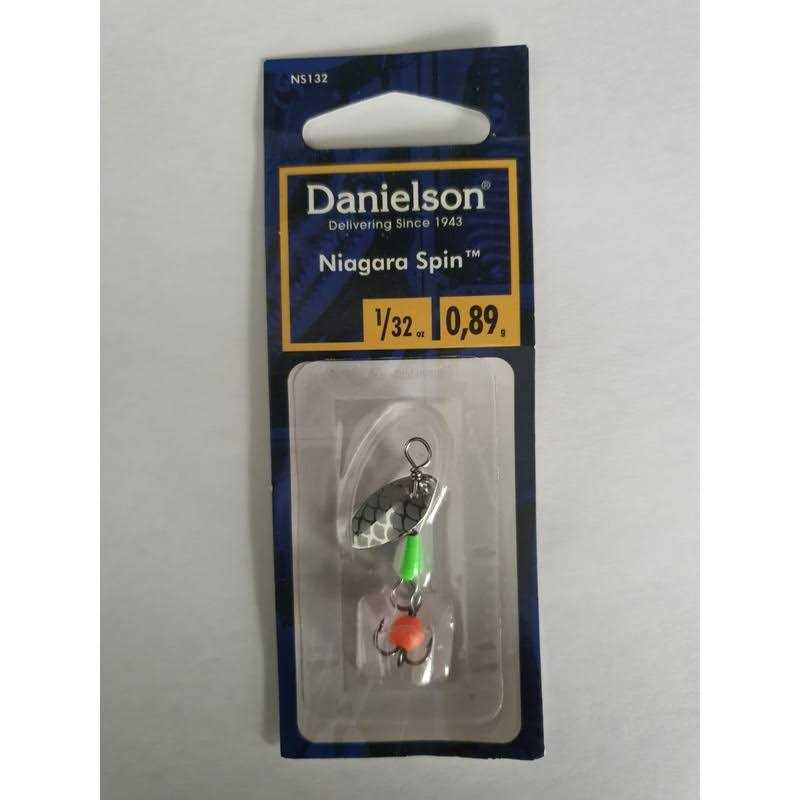 NS132
Danielson®
Delivering Since 1943
Niagara Spin™
1/32 oz 0,89 g